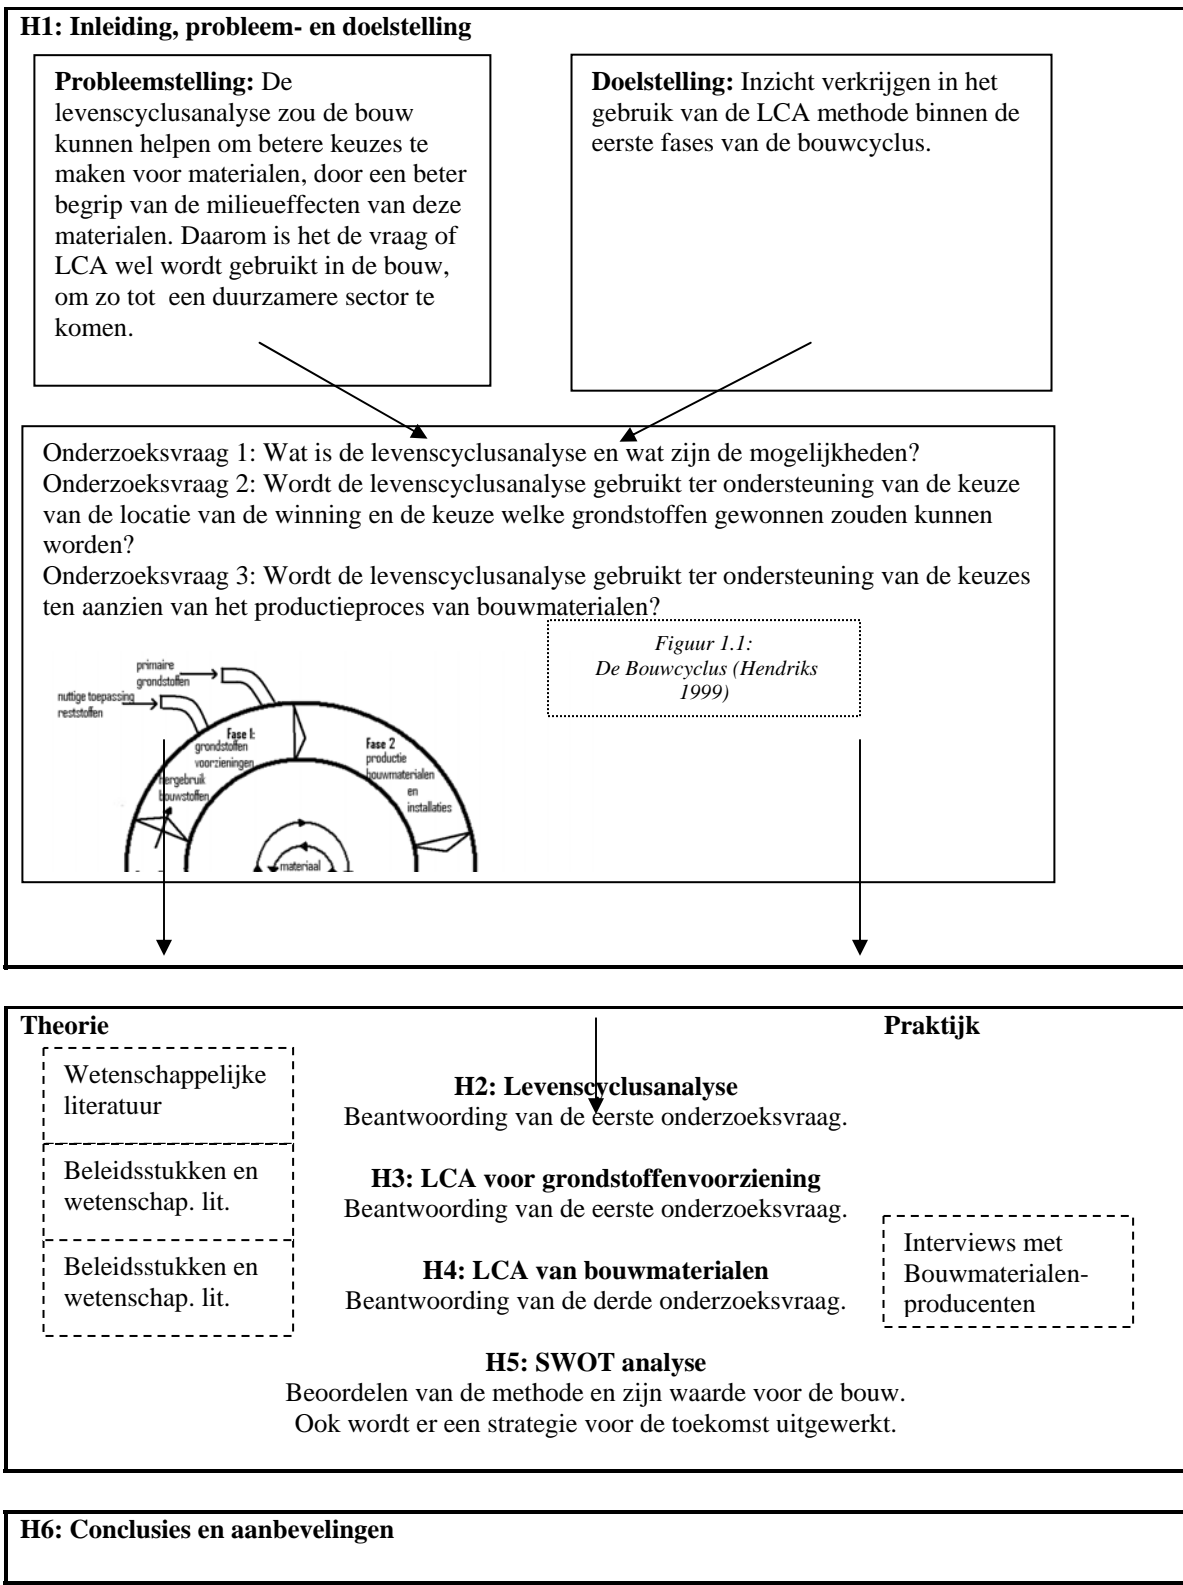 H1: Inleiding, probleem- en doelstelling
Probleemstelling: De
levenscyclusanalyse zou de bouw
kunnen helpen om betere keuzes te
maken voor materialen, door een beter
begrip van de milieueffecten van deze
materialen. Daarom is het de vraag of
LCA wel wordt gebruikt in de bouw,
om zo tot  een duurzamere sector te
komen.
Doelstelling: Inzicht verkrijgen in het
gebruik van de LCA methode binnen de
eerste fases van de bouwcyclus.
Onderzoeksvraag 1: Wat is de levenscyclusanalyse en wat zijn de mogelijkheden?
Onderzoeksvraag 2: Wordt de levenscyclusanalyse gebruikt ter ondersteuning van de keuze
van de locatie van de winning en de keuze welke grondstoffen gewonnen zouden kunnen
worden?
Onderzoeksvraag 3: Wordt de levenscyclusanalyse gebruikt ter ondersteuning van de keuzes
ten aanzien van het productieproces van bouwmaterialen?
Figuur 1.1:
De Bouwcyclus (Hendriks
1999)
primaire
grondstoffen
nuttige toepassing
reststoffen
Fase 1:
grondstoffen
voorzieningen
hergebruik
bouwstoffen
Fase 2
productie
bouwmaterialen
en
installaties
materiaal
Theorie
Praktijk
Wetenschappelijke
literatuur
H2: Levenscyclusanalyse
Beantwoording van de eerste onderzoeksvraag.
Beleidsstukken en
wetenschap. lit.
H3: LCA voor grondstoffenvoorziening
Beantwoording van de eerste onderzoeksvraag.
Beleidsstukken en
wetenschap. lit.
H4: LCA van bouwmaterialen
Beantwoording van de derde onderzoeksvraag.
Interviews met
Bouwmaterialen-
producenten
H5: SWOT analyse
Beoordelen van de methode en zijn waarde voor de bouw.
Ook wordt er een strategie voor de toekomst uitgewerkt.
H6: Conclusies en aanbevelingen